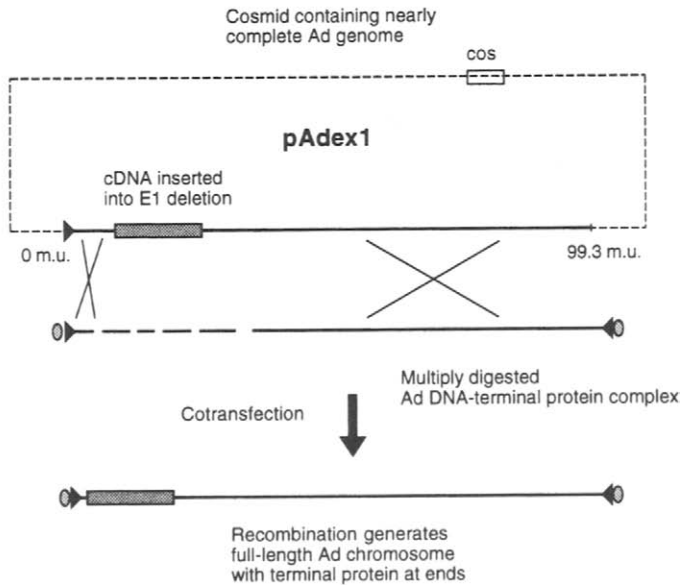 Cosmid containing nearly
complete Ad genome
cos
pAdex1
cDNA inserted
into E1 deletion
0 m.u.
99.3 m.u.
Multiply digested
Ad DNA-terminal protein complex
Cotransfection
Recombination generates
full-length Ad chromosome
with terminal protein at ends